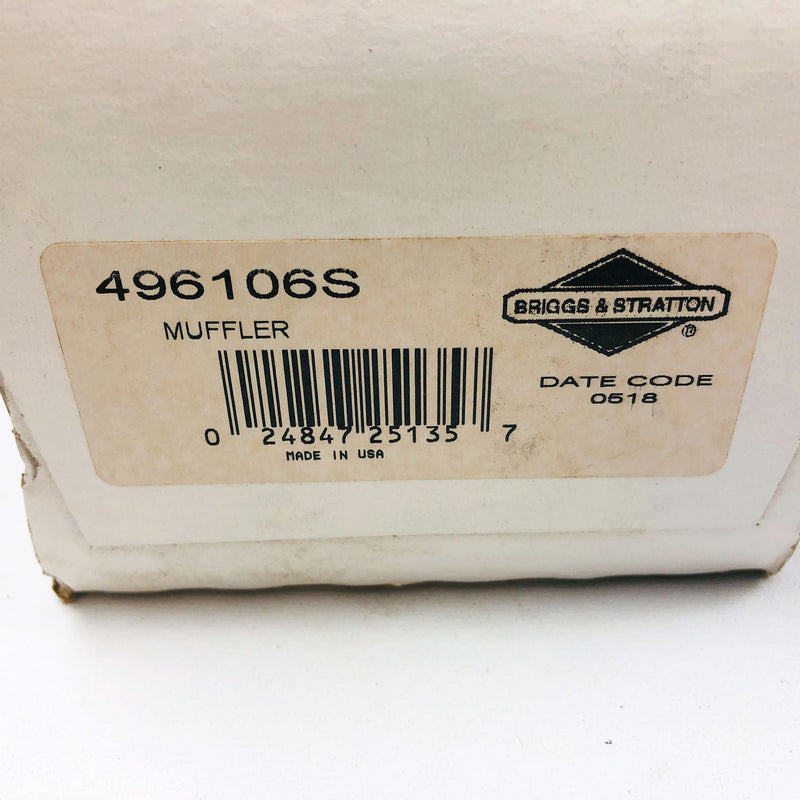 496106S
MUFFLER
0 24847 25135 7
MADE IN USA
BRIGGS & STRATTON
®
DATE CODE
0518